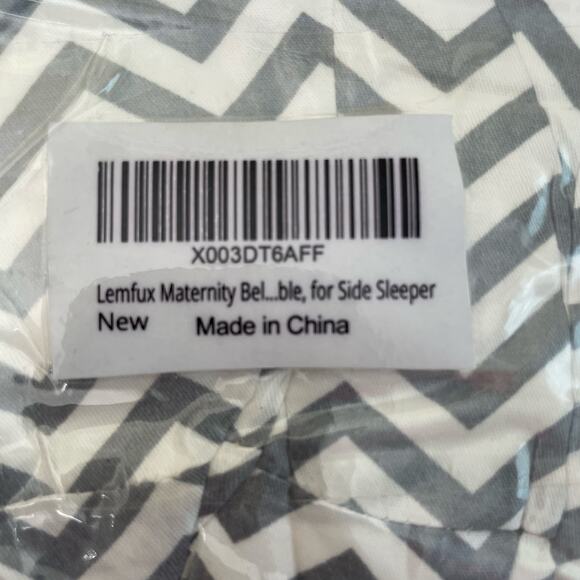 X003DT6AFF
Lemfux Maternity Bel...ble, for Side Sleeper
New Made in China